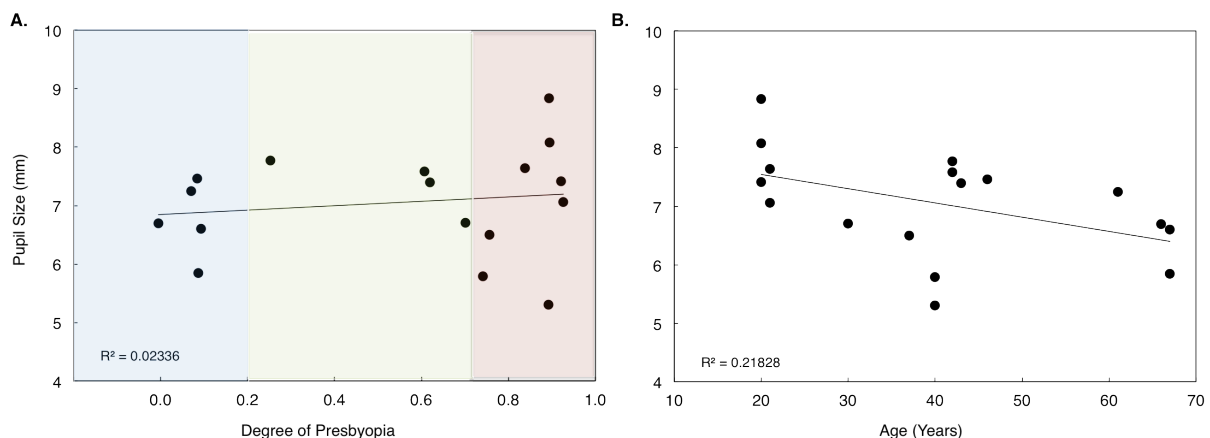 A.
10
9
8
7
6
5
4
Pupil Size (mm)
R² = 0.02336
0.0 0.2 0.4 0.6 0.8 1.0
Degree of Presbyopia
B.
10
9
8
7
6
5
4
R² = 0.21828
10 20 30 40 50 60 70
Age (Years)